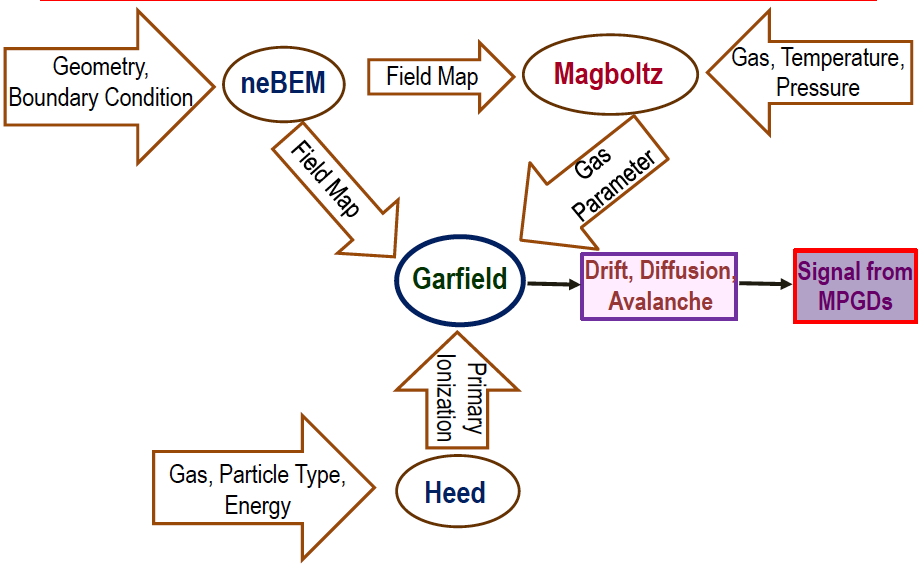 Geometry,
Boundary Condition
neBEM
Field Map
Magboltz
Gas, Temperature,
Pressure
Field Map
Gas
Parameter
Garfield
Drift, Diffusion,
Avalanche
Signal from
MPGDs
Primary
Ionization
Gas, Particle Type,
Energy
Heed